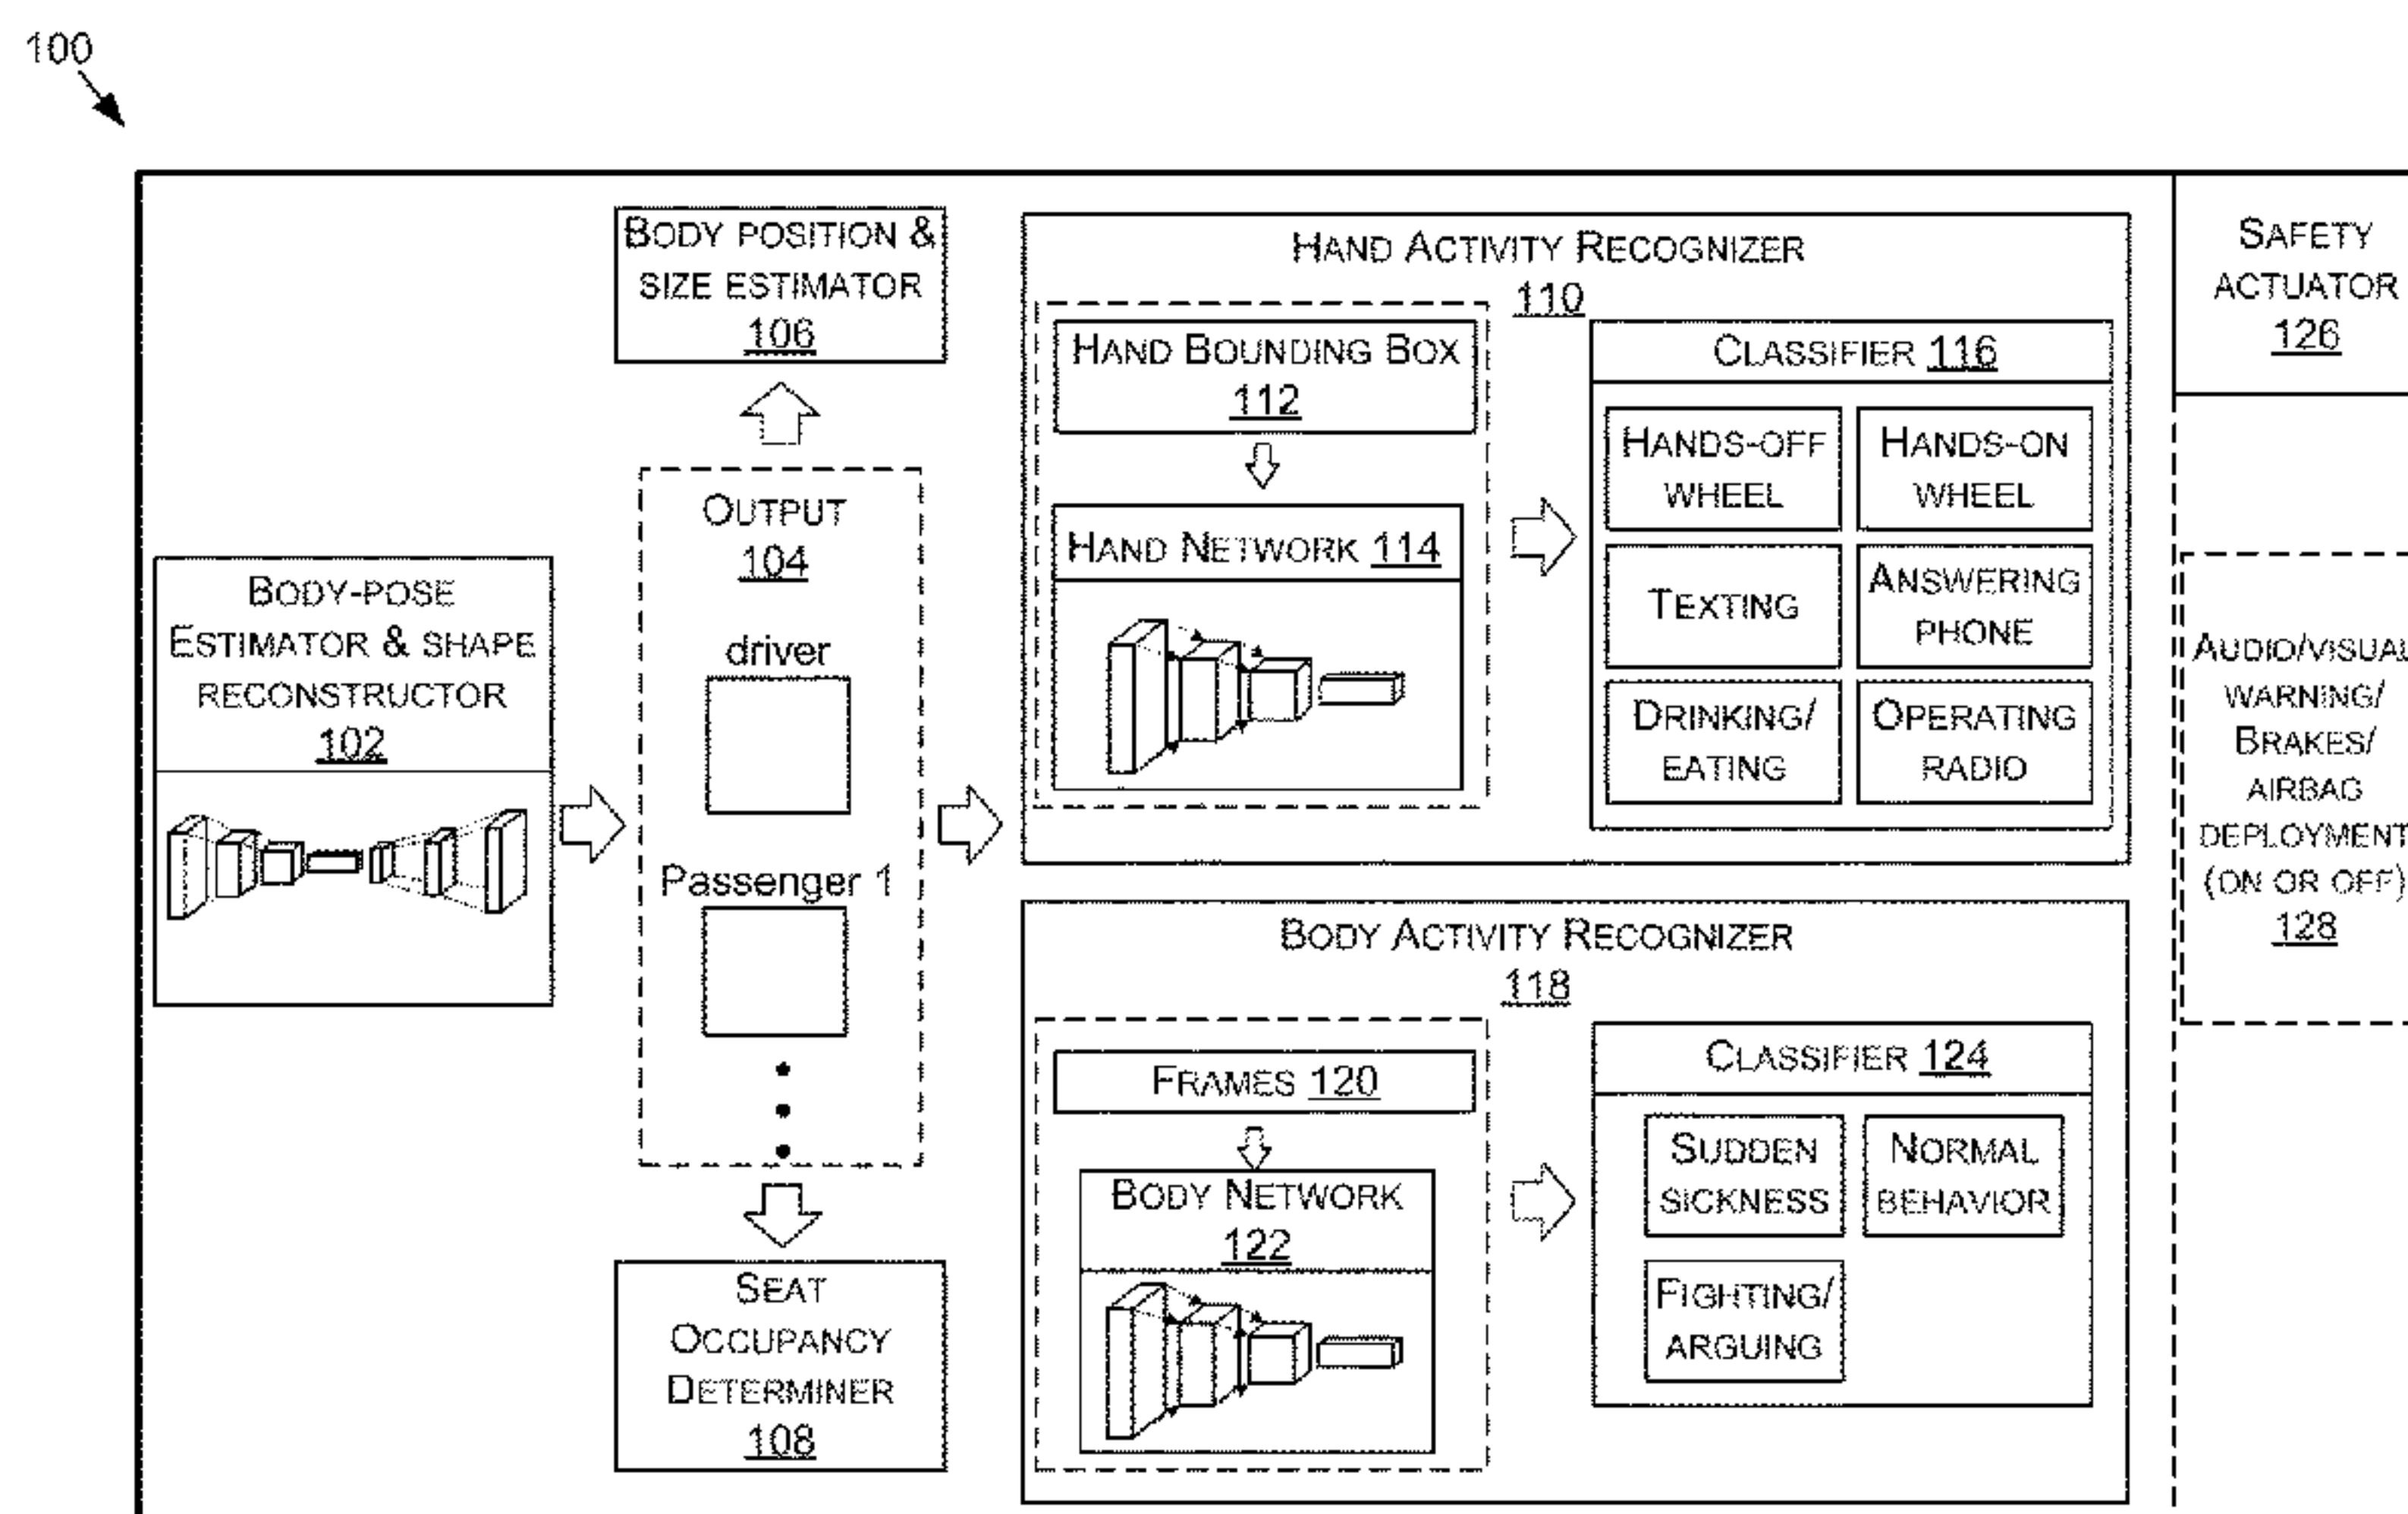 100
BODY POSITION &
SIZE ESTIMATOR
106
HAND ACTIVITY RECOGNIZER
110
HAND BOUNDING BOX
112
HAND NETWORK 114
CLASSIFIER 116
HANDS-OFF
WHEEL
HANDS-ON
WHEEL
TEXTING
ANSWERING
PHONE
DRINKING/
EATING
OPERATING
RADIO
SAFETY
ACTUATOR
126
OUTPUT
104
driver
Passenger 1
BODY-POSE
ESTIMATOR & SHAPE
RECONSTRUCTOR
102
AUDIO/VISUAL
WARNING/
BRAKES/
AIRBAG
DEPLOYMENT
(ON OR OFF)
128
BODY ACTIVITY RECOGNIZER
118
FRAMES 120
BODY NETWORK
122
CLASSIFIER 124
SUDDEN
SICKNESS
NORMAL
BEHAVIOR
FIGHTING/
ARGUING
SEAT
OCCUPANCY
DETERMINER
108